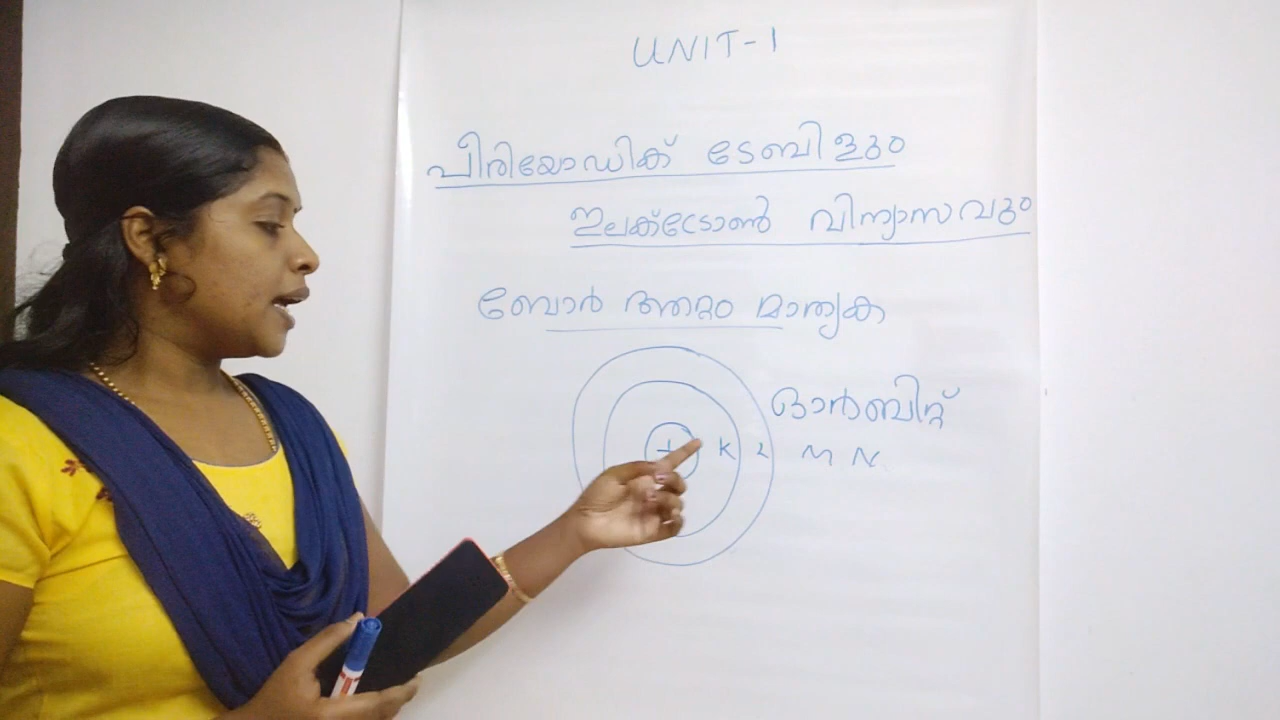 UNIT-1
പീരിയോഡിക് ടേബിളും
ഇലക്ട്രോൺ വിന്യാസവും
ബോർ ആറ്റം മാതൃക
ഓർബിറ്റ്
+ K L M N